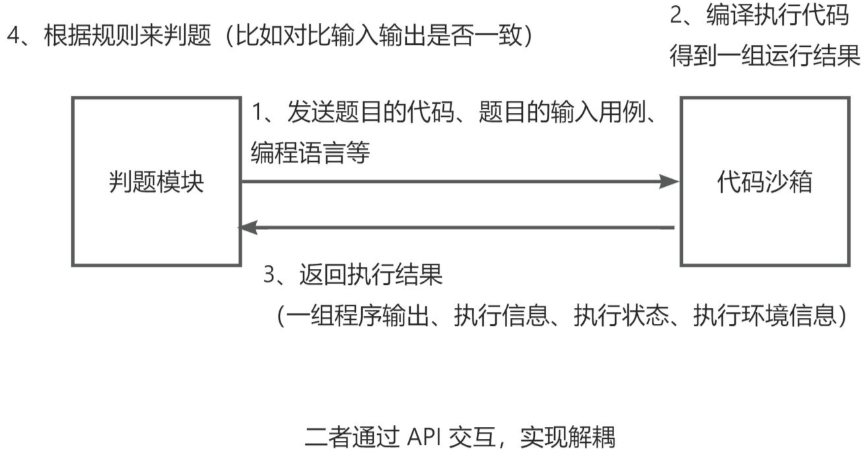 4、根据规则来判题（比如对比输入输出是否一致）
2、编译执行代码
得到一组运行结果
1、发送题目的代码、题目的输入用例、
编程语言等
判题模块
代码沙箱
3、返回执行结果
（一组程序输出、执行信息、执行状态、执行环境信息）
二者通过 API 交互，实现解耦